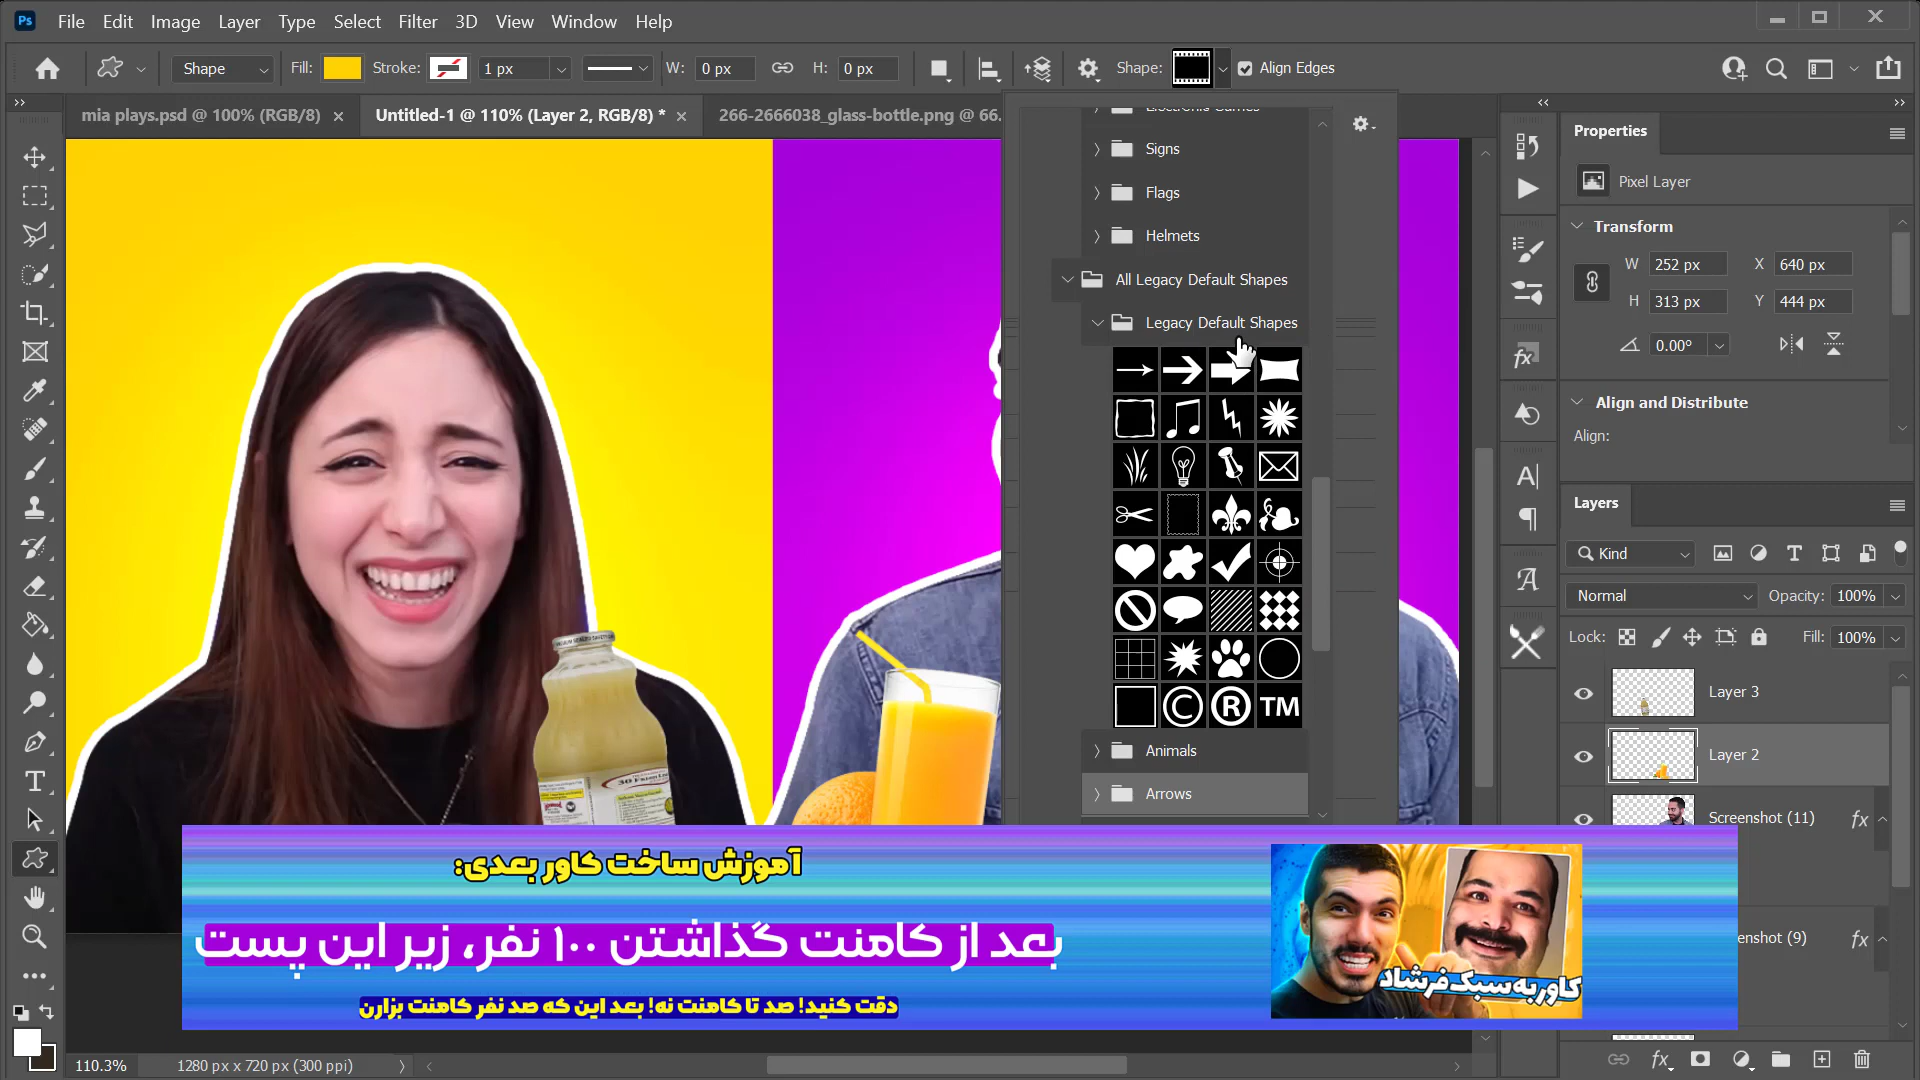 Ps File Edit Image Layer Type Select Filter 3D View Window Help
Shape Fill: Stroke: 1 px W: 0 px H: 0 px Shape: Align Edges
mia plays.psd @ 100% (RGB/8) × Untitled-1 @ 110% (Layer 2, RGB/8) * × 266-2666038_glass-bottle.png @ 66.
Electronic Games
Signs
Flags
Helmets
All Legacy Default Shapes
Legacy Default Shapes
© ® TM
Animals
Arrows
Properties
Pixel Layer
Transform
W 252 px X 640 px
H 313 px Y 444 px
0.00°
Align and Distribute
Align:
Layers
Kind
Normal Opacity: 100%
Lock: Fill: 100%
Layer 3
Layer 2
Screenshot (11) fx
enshot (9) fx
آموزش ساخت کاور بعدی:
بعد از کامنت گذاشتن ۱۰۰ نفر، زیر این پست
دقت کنید! صد تا کامنت نه! بعد این که صد نفر کامنت بزارن
کاور به سبک فرشاد
110.3% 1280 px x 720 px (300 ppi)